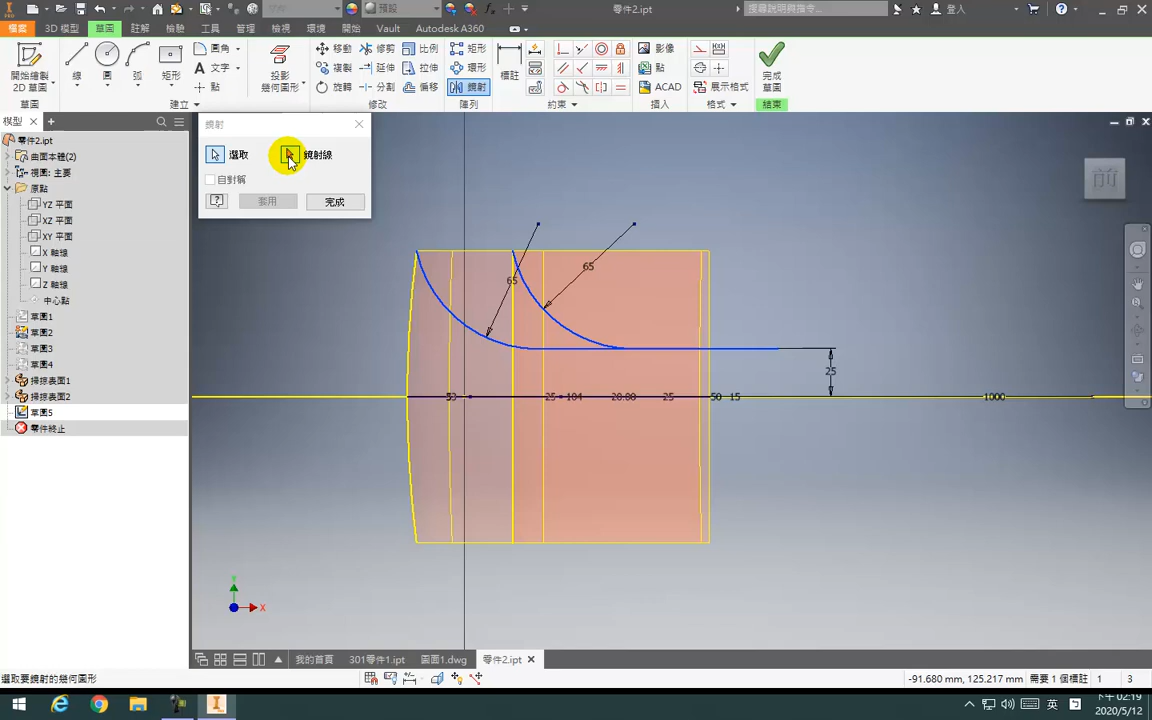 預設
零件2.ipt
搜尋說明與指令...
登入
檔案 3D 模型 草圖 註解 檢驗 工具 管理 檢視 環境 開始 Vault Autodesk A360
開始繪製 2D 草圖
線 圓 弧 矩形
圓角
文字
點
投影 幾何圖形
移動 修剪 比例
複製 延伸 拉伸
旋轉 分割 偏移
矩形
環形
鏡射
標註
影像
點
ACAD
展示格式
完成 草圖
草圖 建立 修改 陣列 約束 插入 格式 結束
模型
零件2.ipt
曲面本體(2)
視圖: 主要
原點
YZ 平面
XZ 平面
XY 平面
X 軸線
Y 軸線
Z 軸線
中心點
草圖1
草圖2
草圖3
草圖4
掃掠表面1
掃掠表面2
草圖5
零件終止
鏡射
選取 鏡射線
自對稱
套用 完成
前
65
65
25
25 104 28.00 25 50 15 1000
Y
X
我的首頁 301零件1.ipt 圖面1.dwg 零件2.ipt
選取要鏡射的幾何圖形
-91.680 mm, 125.217 mm 需要 1 個標註 1 3
英
下午 02:19
2020/5/12